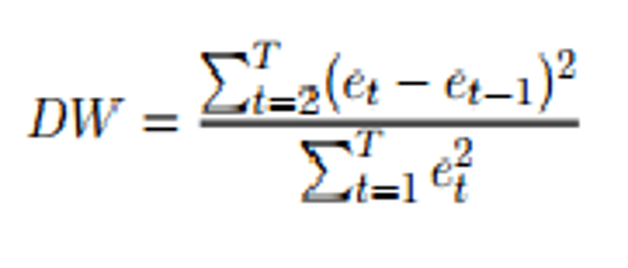 DW = \frac{\sum_{t=2}^{T}(e_t - e_{t-1})^2}{\sum_{t=1}^{T} e_t^2}